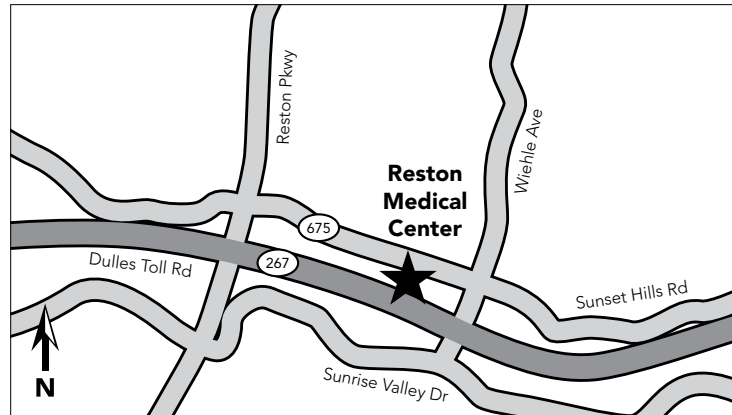 Reston Pkwy
Wiehle Ave
Reston
Medical
Center
675
Dulles Toll Rd
267
Sunset Hills Rd
Sunrise Valley Dr
N